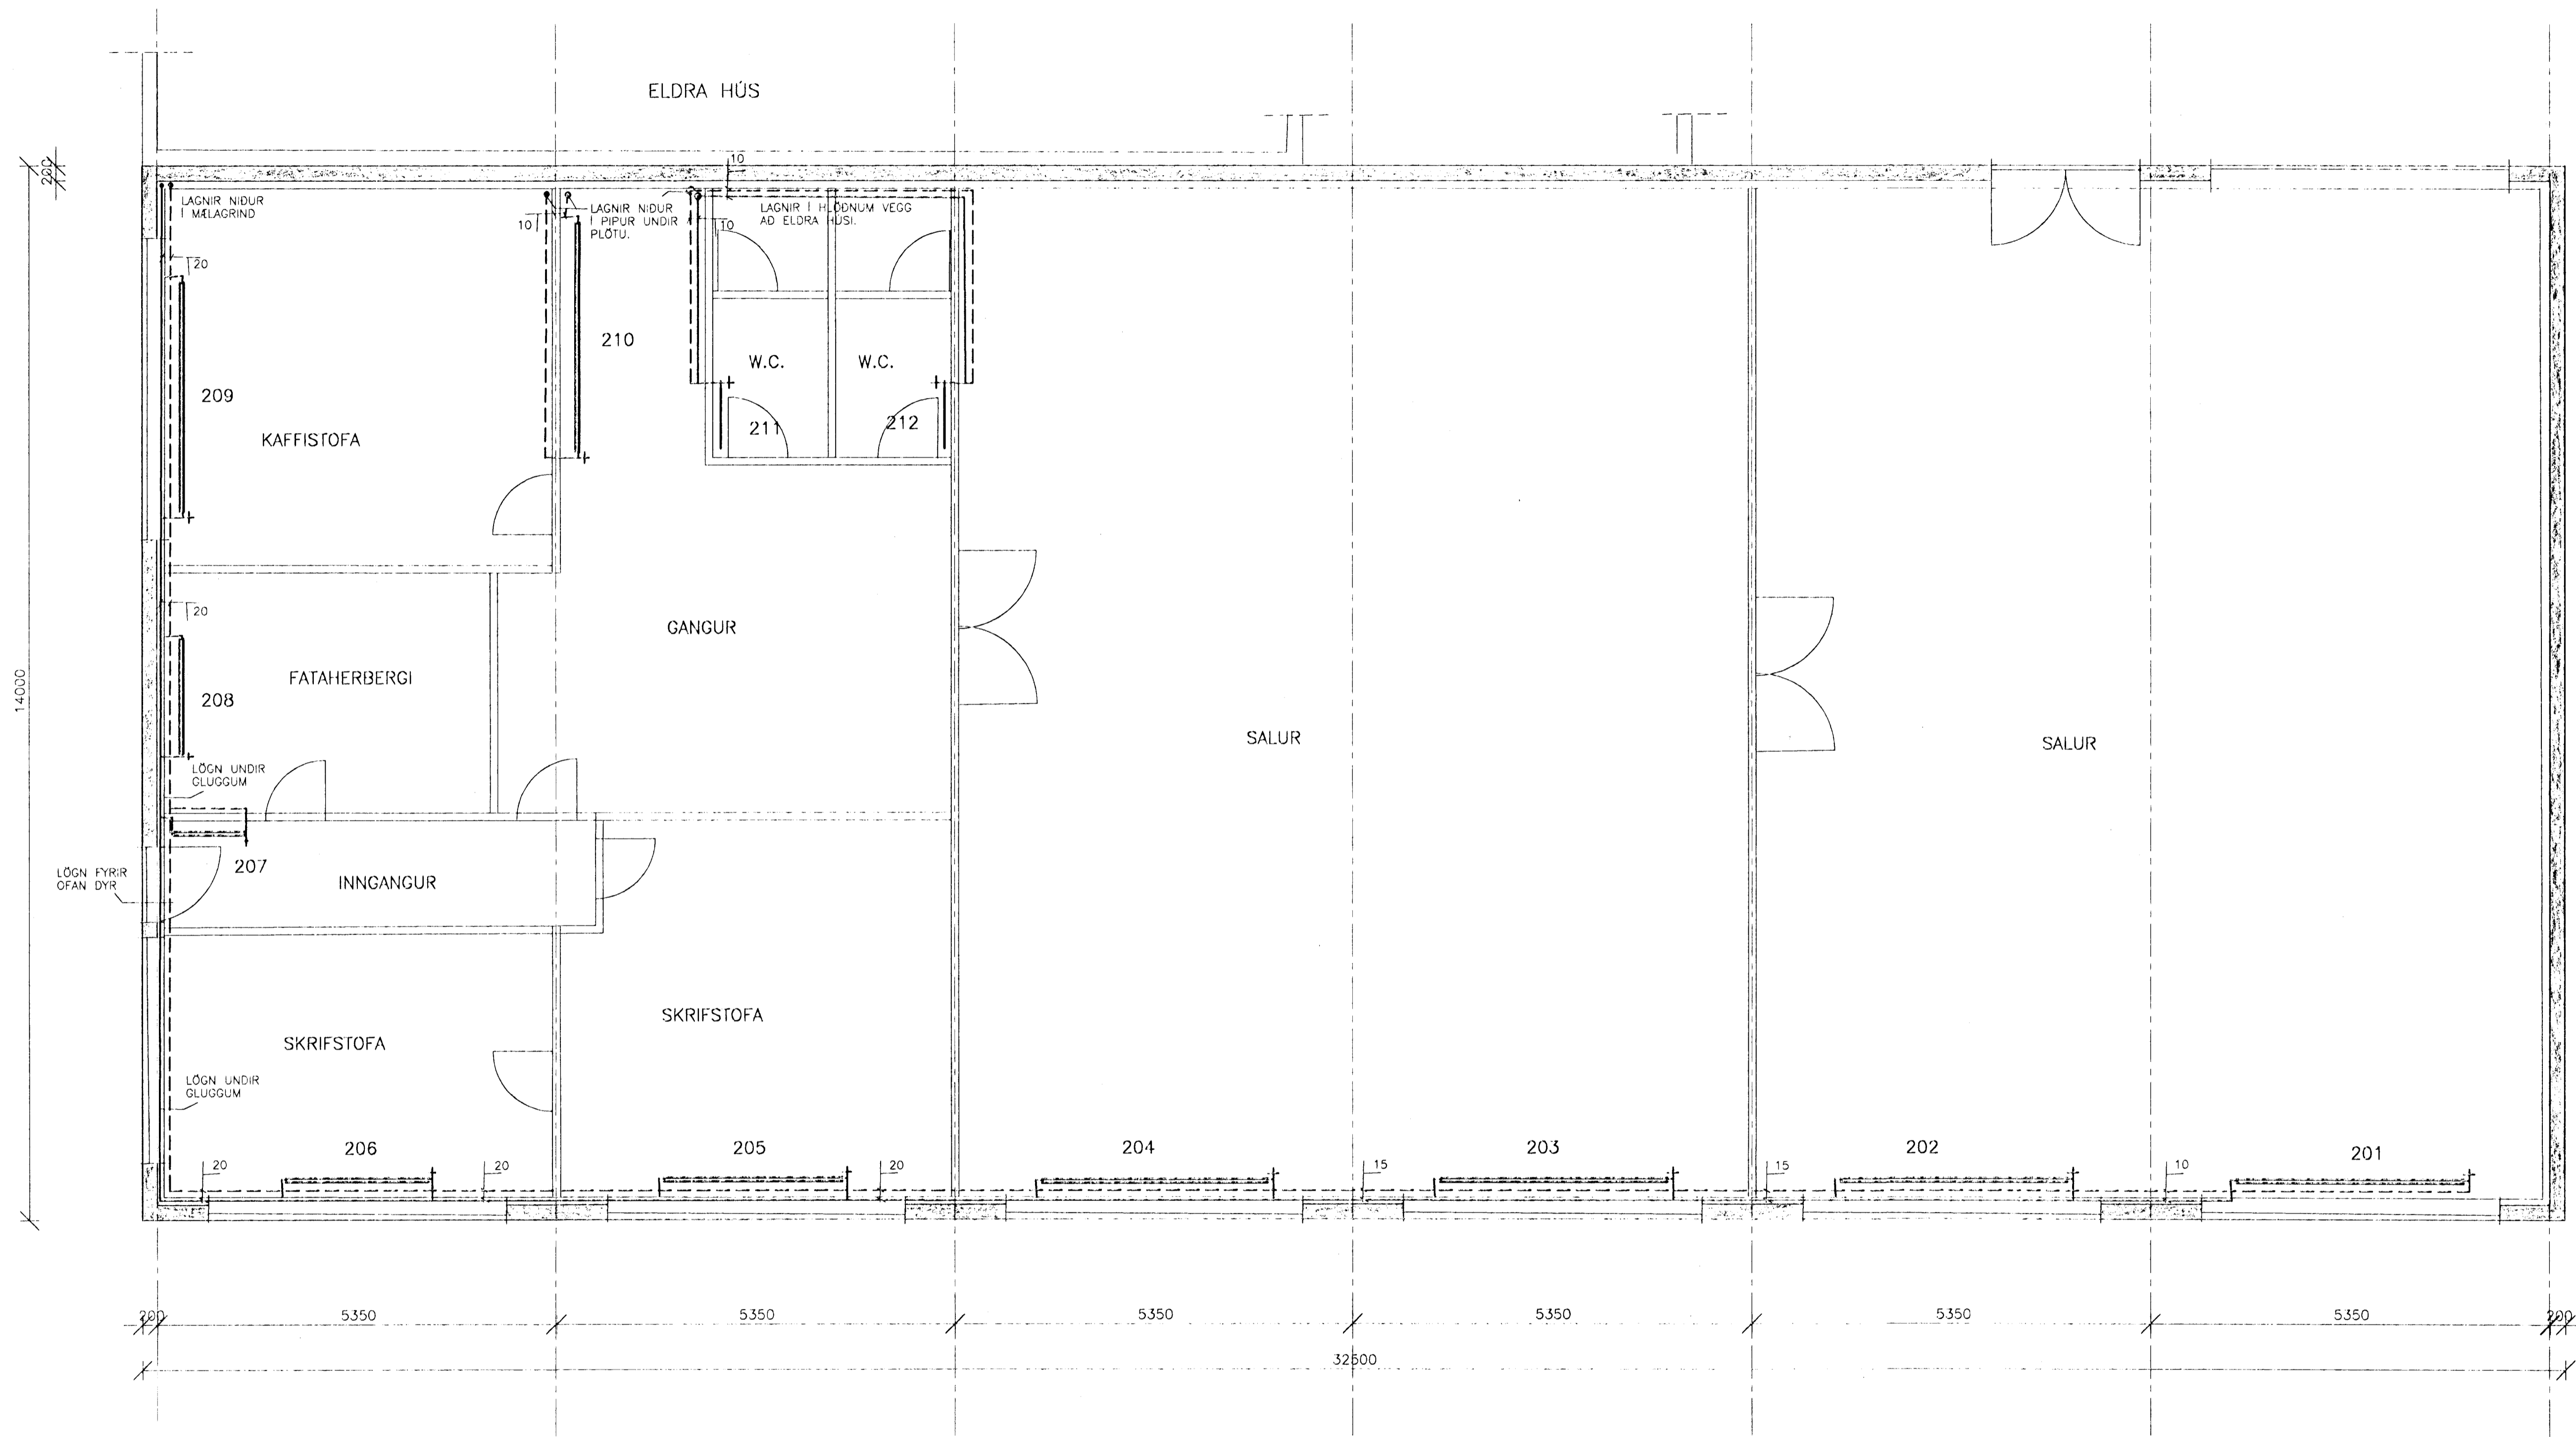 ELDRA HÚS
200
10
LAGNIR NIÐUR
Í MÆLAGRIND
10
LAGNIR NIÐUR
Í PIPUR UNDIR
PLÖTU.
10
LAGNIR Í HLÖÐNUM VEGG
AÐ ELDRA HÚSI.
20
210
W.C.
W.C.
209
211
212
KAFFISTOFA
20
GANGUR
14000
FATAHERBERGI
208
SALUR
SALUR
LÖGN UNDIR
GLUGGUM
207
LÖGN FYRIR
OFAN DYR
INNGANGUR
SKRIFSTOFA
SKRIFSTOFA
LÖGN UNDIR
GLUGGUM
206
205
204
203
202
201
20
20
20
15
15
10
200
5350
5350
5350
5350
5350
5350
200
32500